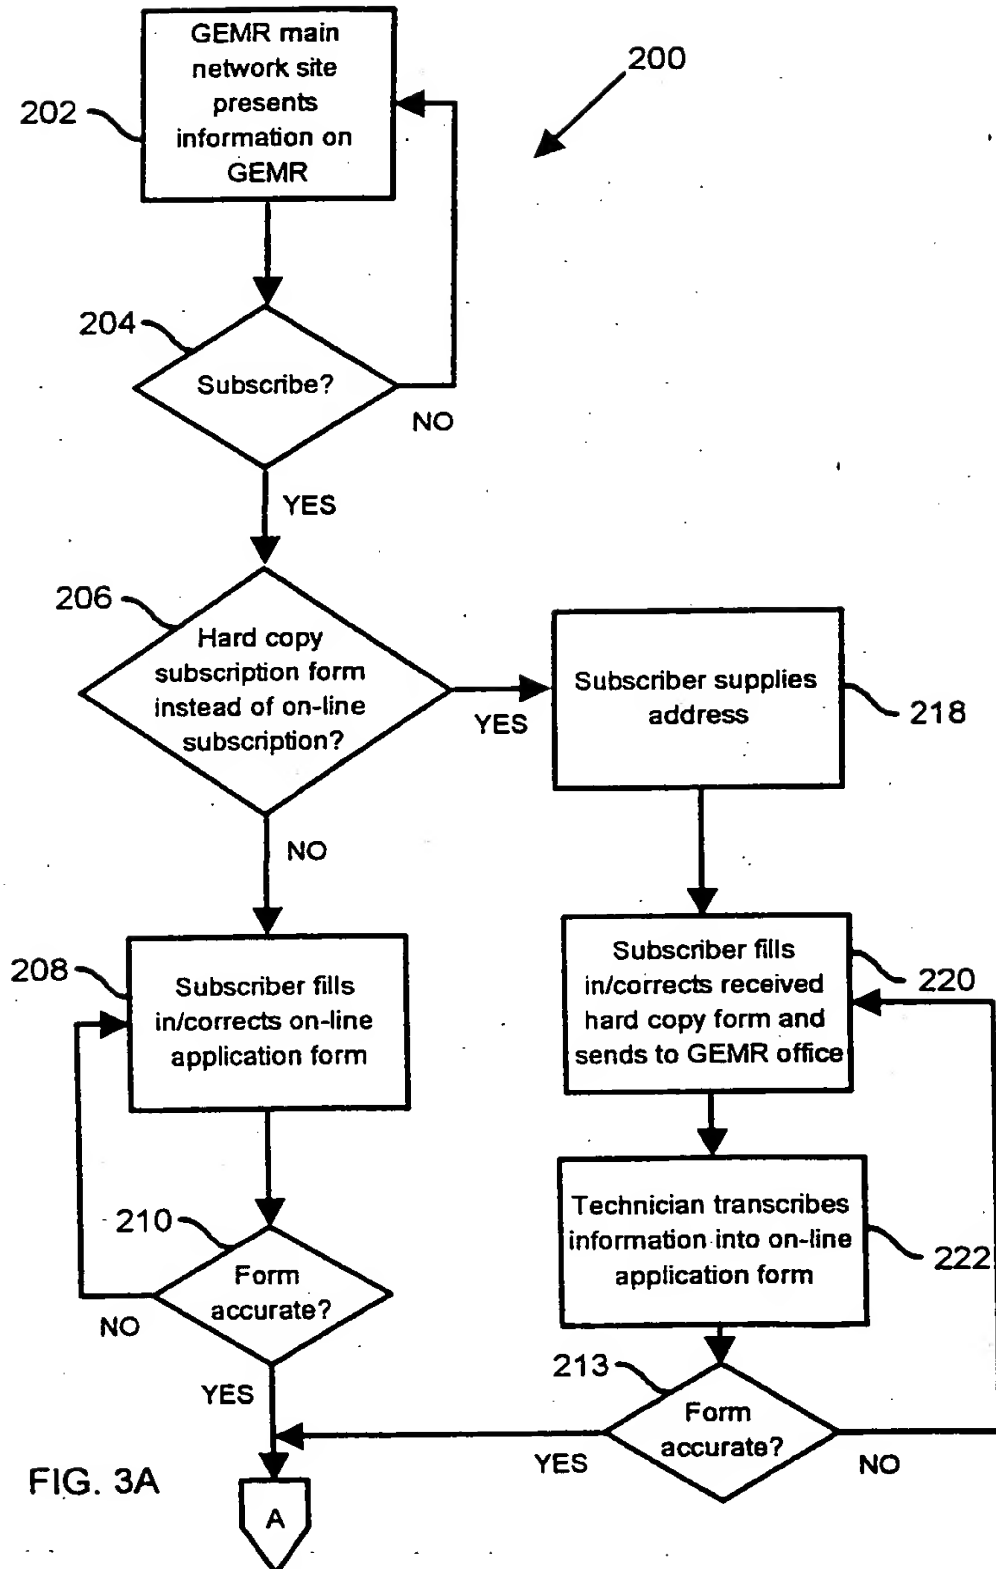 GEMR main
network site
presents
information on
GEMR
200
202
204
Subscribe?
NO
YES
206
Hard copy
subscription form
instead of on-line
subscription?
YES
Subscriber supplies
address
218
NO
208
Subscriber fills
in/corrects on-line
application form
Subscriber fills
in/corrects received
hard copy form and
sends to GEMR office
220
210
Form
accurate?
NO
YES
Technician transcribes
information into on-line
application form
222
213
Form
accurate?
YES
NO
FIG. 3A
A